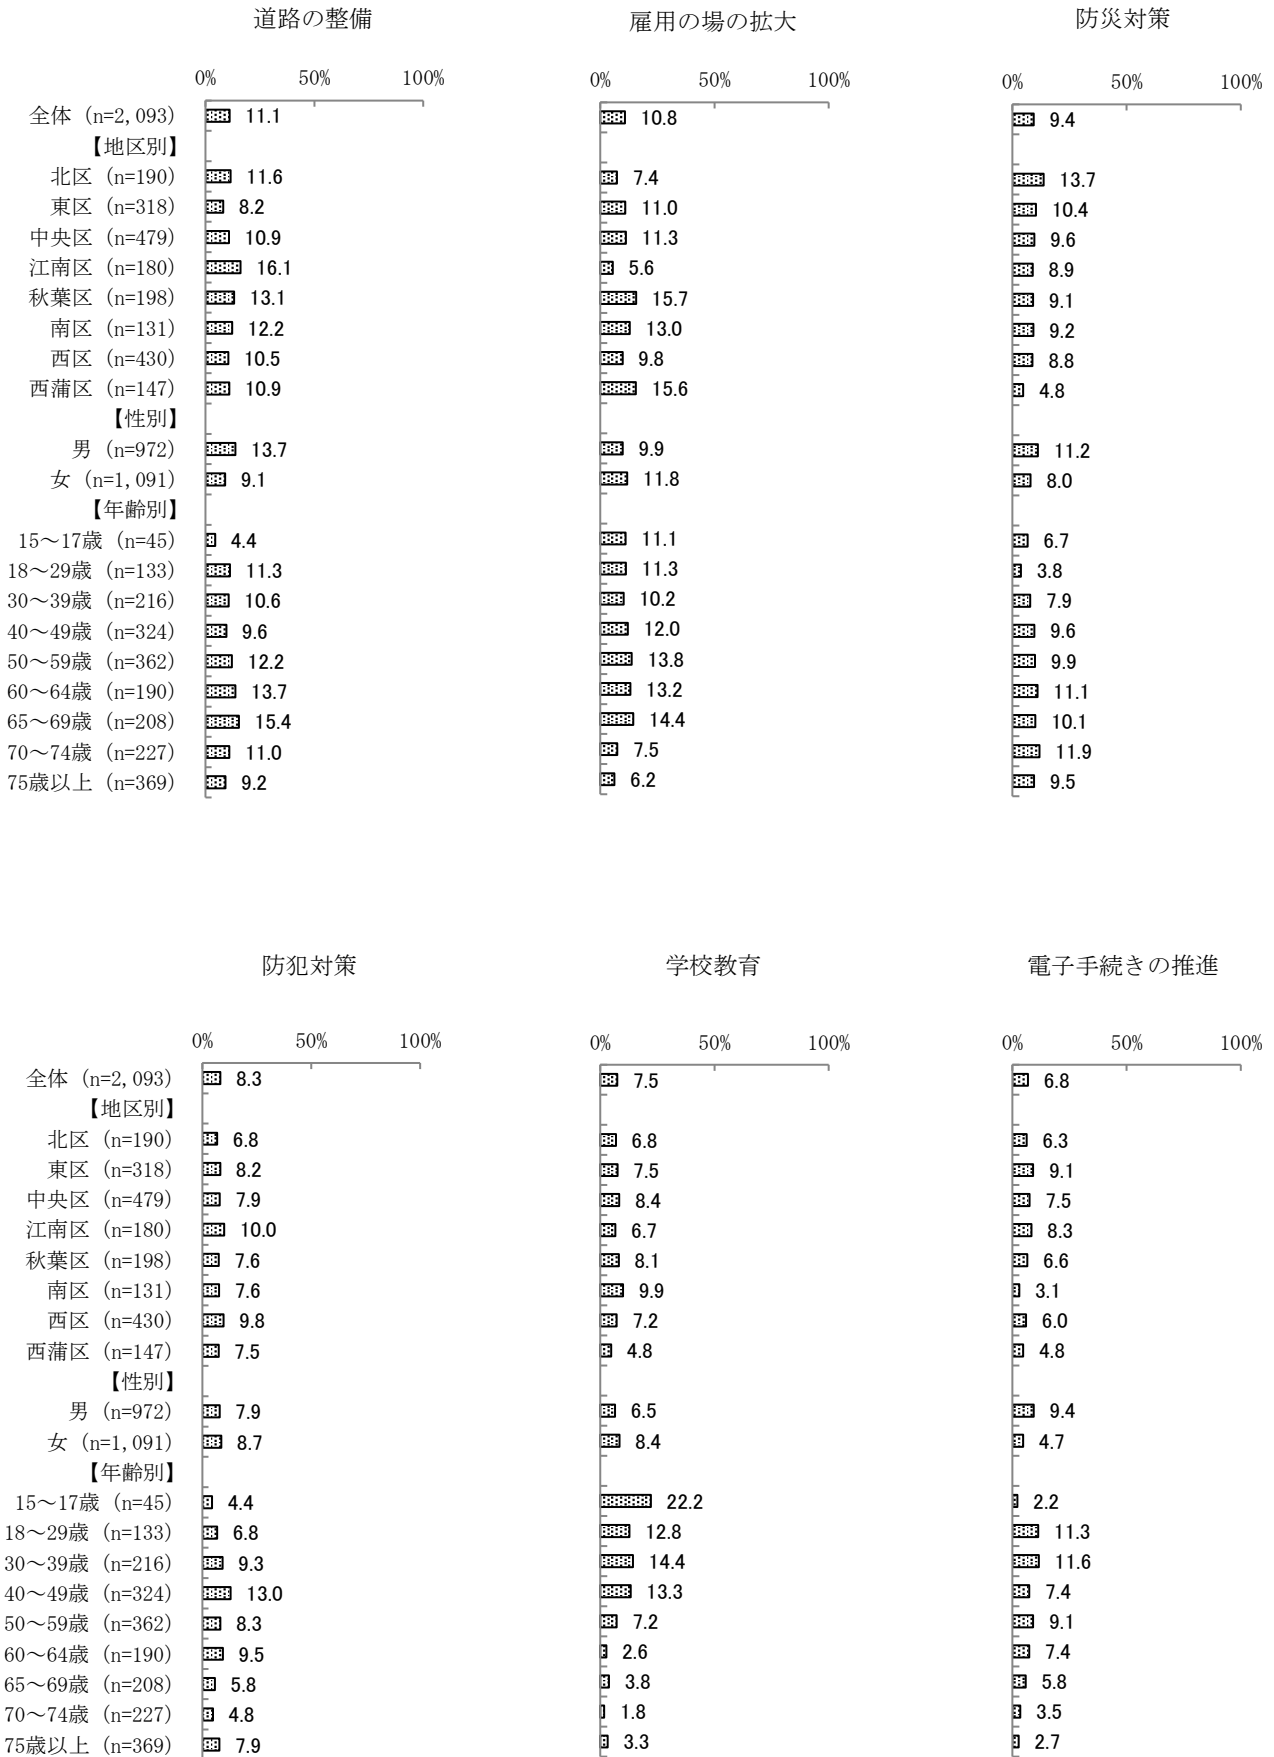 道路の整備 雇用の場の拡大 防災対策
0% 50% 100% 0% 50% 100% 0% 50% 100%
全体 (n=2,093) 11.1 10.8 9.4
【地区別】
北区 (n=190) 11.6 7.4 13.7
東区 (n=318) 8.2 11.0 10.4
中央区 (n=479) 10.9 11.3 9.6
江南区 (n=180) 16.1 5.6 8.9
秋葉区 (n=198) 13.1 15.7 9.1
南区 (n=131) 12.2 13.0 9.2
西区 (n=430) 10.5 9.8 8.8
西蒲区 (n=147) 10.9 15.6 4.8
【性別】
男 (n=972) 13.7 9.9 11.2
女 (n=1,091) 9.1 11.8 8.0
【年齢別】
15～17歳 (n=45) 4.4 11.1 6.7
18～29歳 (n=133) 11.3 11.3 3.8
30～39歳 (n=216) 10.6 10.2 7.9
40～49歳 (n=324) 9.6 12.0 9.6
50～59歳 (n=362) 12.2 13.8 9.9
60～64歳 (n=190) 13.7 13.2 11.1
65～69歳 (n=208) 15.4 14.4 10.1
70～74歳 (n=227) 11.0 7.5 11.9
75歳以上 (n=369) 9.2 6.2 9.5
防犯対策 学校教育 電子手続きの推進
0% 50% 100% 0% 50% 100% 0% 50% 100%
全体 (n=2,093) 8.3 7.5 6.8
【地区別】
北区 (n=190) 6.8 6.8 6.3
東区 (n=318) 8.2 7.5 9.1
中央区 (n=479) 7.9 8.4 7.5
江南区 (n=180) 10.0 6.7 8.3
秋葉区 (n=198) 7.6 8.1 6.6
南区 (n=131) 7.6 9.9 3.1
西区 (n=430) 9.8 7.2 6.0
西蒲区 (n=147) 7.5 4.8 4.8
【性別】
男 (n=972) 7.9 6.5 9.4
女 (n=1,091) 8.7 8.4 4.7
【年齢別】
15～17歳 (n=45) 4.4 22.2 2.2
18～29歳 (n=133) 6.8 12.8 11.3
30～39歳 (n=216) 9.3 14.4 11.6
40～49歳 (n=324) 13.0 13.3 7.4
50～59歳 (n=362) 8.3 7.2 9.1
60～64歳 (n=190) 9.5 2.6 7.4
65～69歳 (n=208) 5.8 3.8 5.8
70～74歳 (n=227) 4.8 1.8 3.5
75歳以上 (n=369) 7.9 3.3 2.7